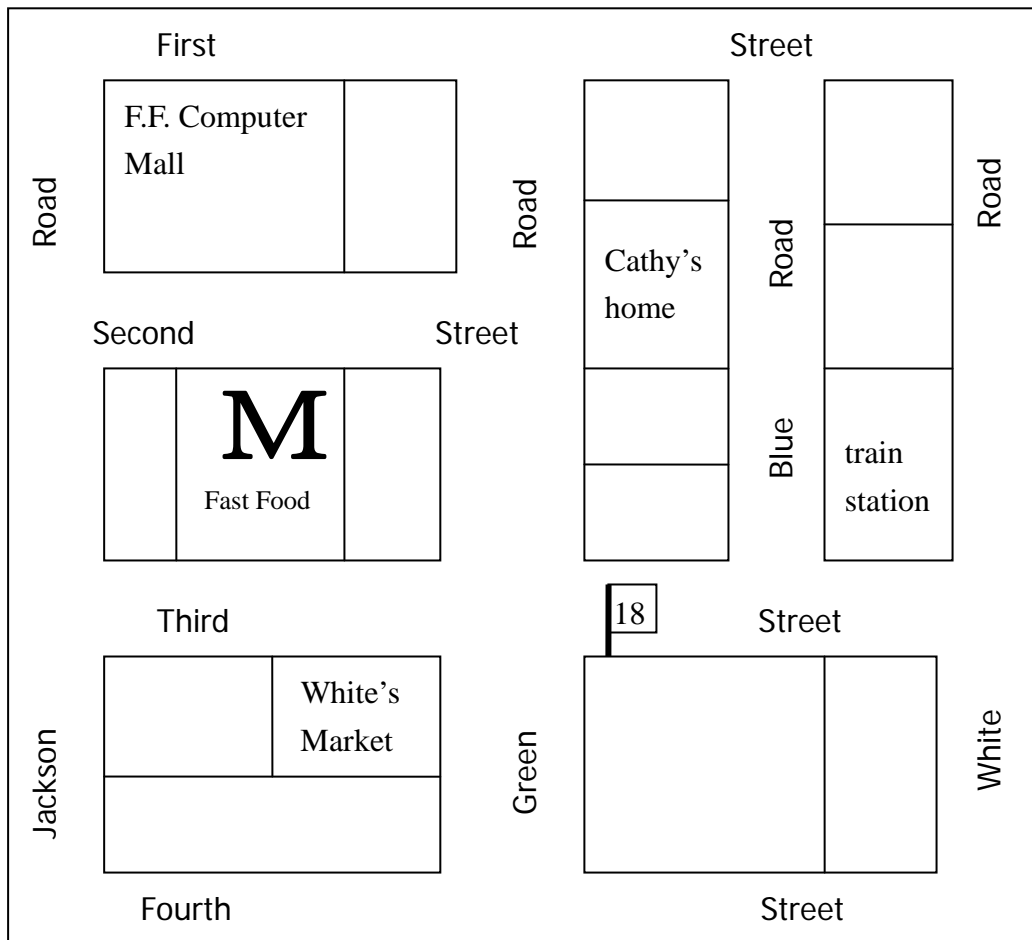 First Street
F.F. Computer
Mall
Road
Road
Road
Road
Cathy’s
home
Second Street
M
Fast Food
Blue
train
station
18
Third Street
White’s
Market
Jackson
Green
White
Fourth Street